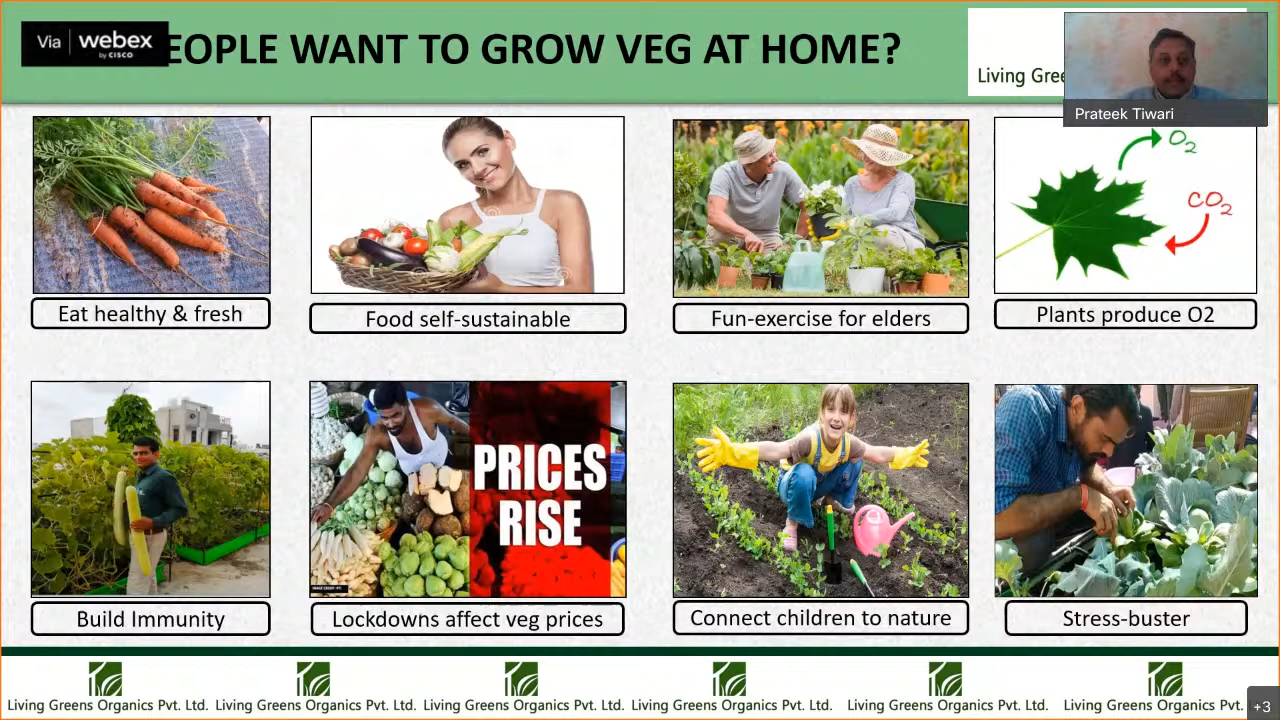 Via webex
by CISCO
EOPLE WANT TO GROW VEG AT HOME?
Living Gree
Prateek Tiwari
O2
CO2
Eat healthy & fresh
Food self-sustainable
Fun-exercise for elders
Plants produce O2
PRICES
RISE
Build Immunity
Lockdowns affect veg prices
Connect children to nature
Stress-buster
Living Greens Organics Pvt. Ltd. Living Greens Organics Pvt. Ltd. Living Greens Organics Pvt. Ltd. Living Greens Organics Pvt. Ltd. Living Greens Organics Pvt. Ltd. Living Greens Organics Pvt.
+3